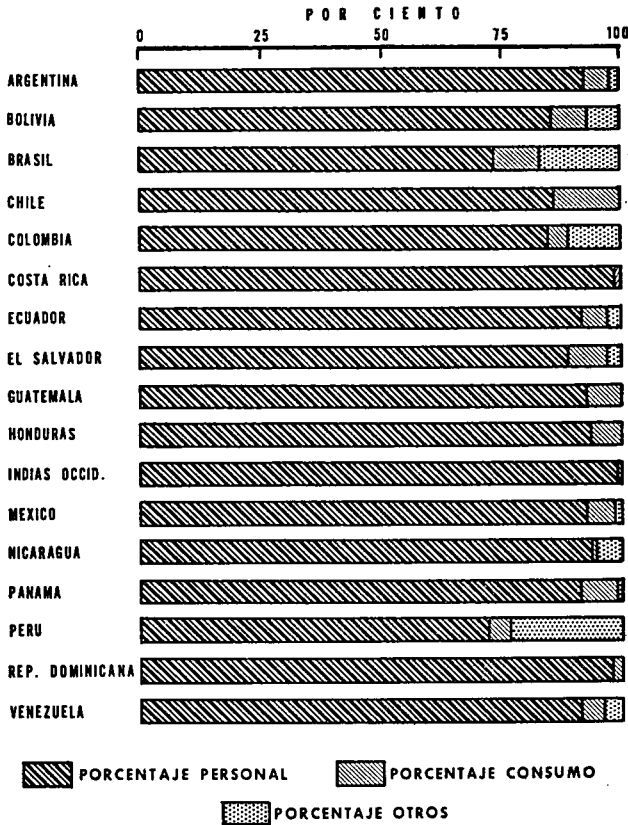 POR CIENTO
0 25 50 75 100
ARGENTINA
BOLIVIA
BRASIL
CHILE
COLOMBIA
COSTA RICA
ECUADOR
EL SALVADOR
GUATEMALA
HONDURAS
INDIAS OCCID.
MEXICO
NICARAGUA
PANAMA
PERU
REP. DOMINICANA
VENEZUELA
PORCENTAJE PERSONAL PORCENTAJE CONSUMO
PORCENTAJE OTROS